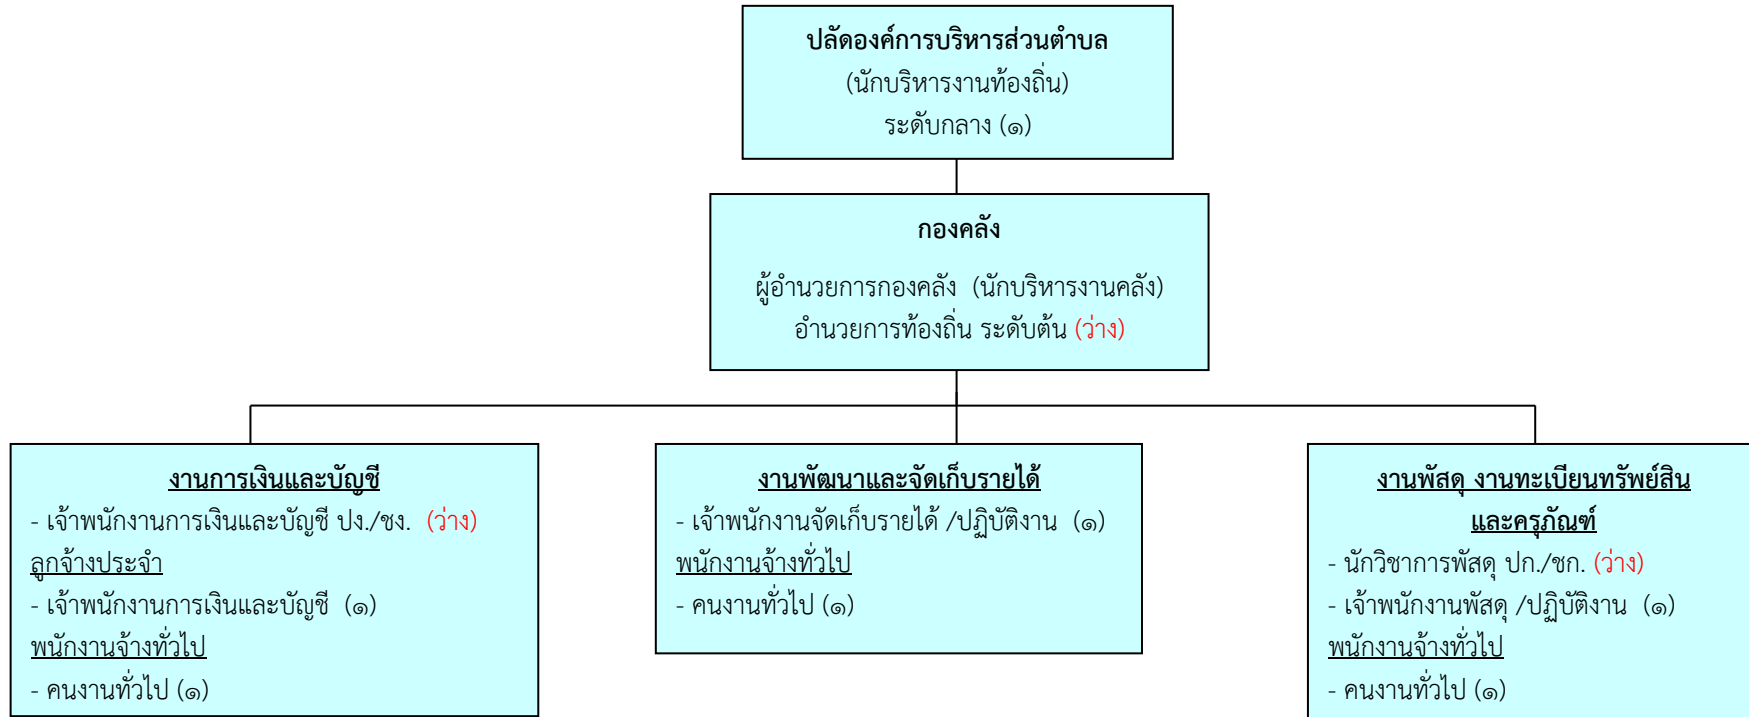 ปลัดองค์การบริหารส่วนตำบล
(นักบริหารงานท้องถิ่น)
ระดับกลาง (๑)
กองคลัง
ผู้อำนวยการกองคลัง (นักบริหารงานคลัง)
อำนวยการท้องถิ่น ระดับต้น (ว่าง)
งานการเงินและบัญชี
- เจ้าพนักงานการเงินและบัญชี ปง./ชง. (ว่าง)
ลูกจ้างประจำ
- เจ้าพนักงานการเงินและบัญชี (๑)
พนักงานจ้างทั่วไป
- คนงานทั่วไป (๑)
งานพัฒนาและจัดเก็บรายได้
- เจ้าพนักงานจัดเก็บรายได้ /ปฏิบัติงาน (๑)
พนักงานจ้างทั่วไป
- คนงานทั่วไป (๑)
งานพัสดุ งานทะเบียนทรัพย์สิน
และครุภัณฑ์
- นักวิชาการพัสดุ ปก./ชก. (ว่าง)
- เจ้าพนักงานพัสดุ /ปฏิบัติงาน (๑)
พนักงานจ้างทั่วไป
- คนงานทั่วไป (๑)